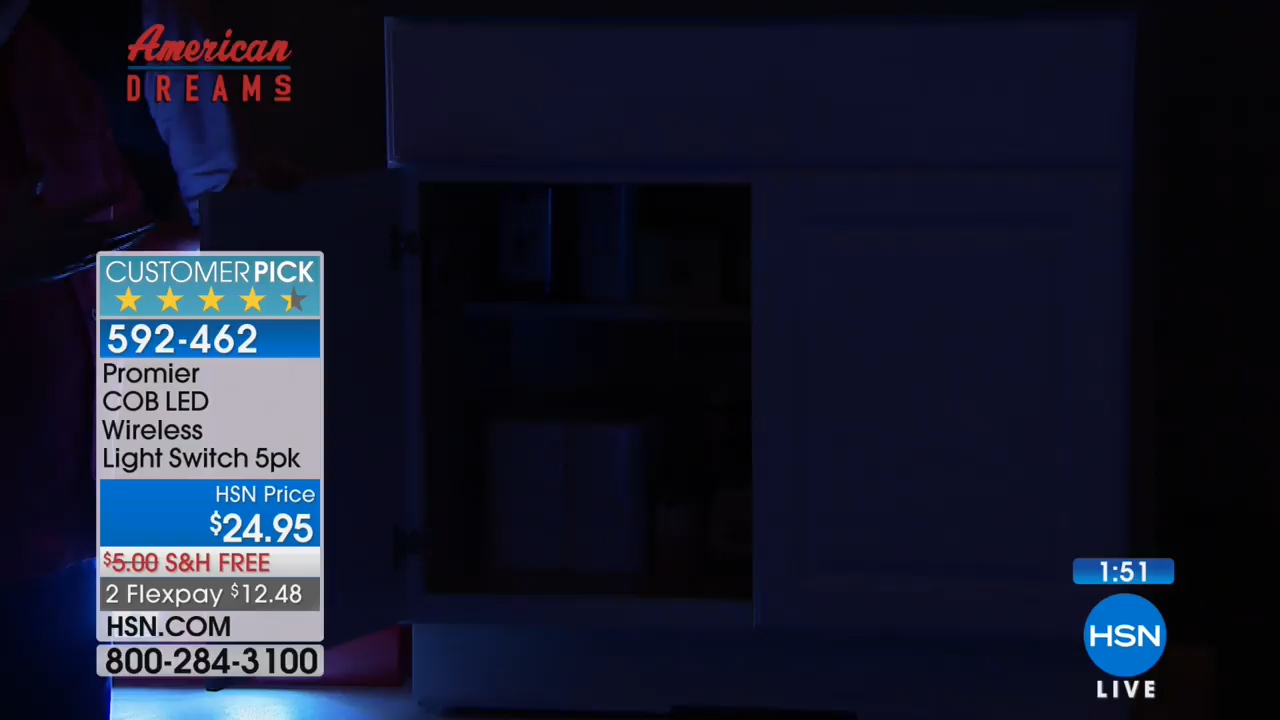 American
DREAMS
CUSTOMER PICK
592-462
Promier
COB LED
Wireless
Light Switch 5pk
HSN Price
$24.95
$5.00 S&H FREE
2 Flexpay $12.48
HSN.COM
800-284-3100
1:51
HSN
LIVE